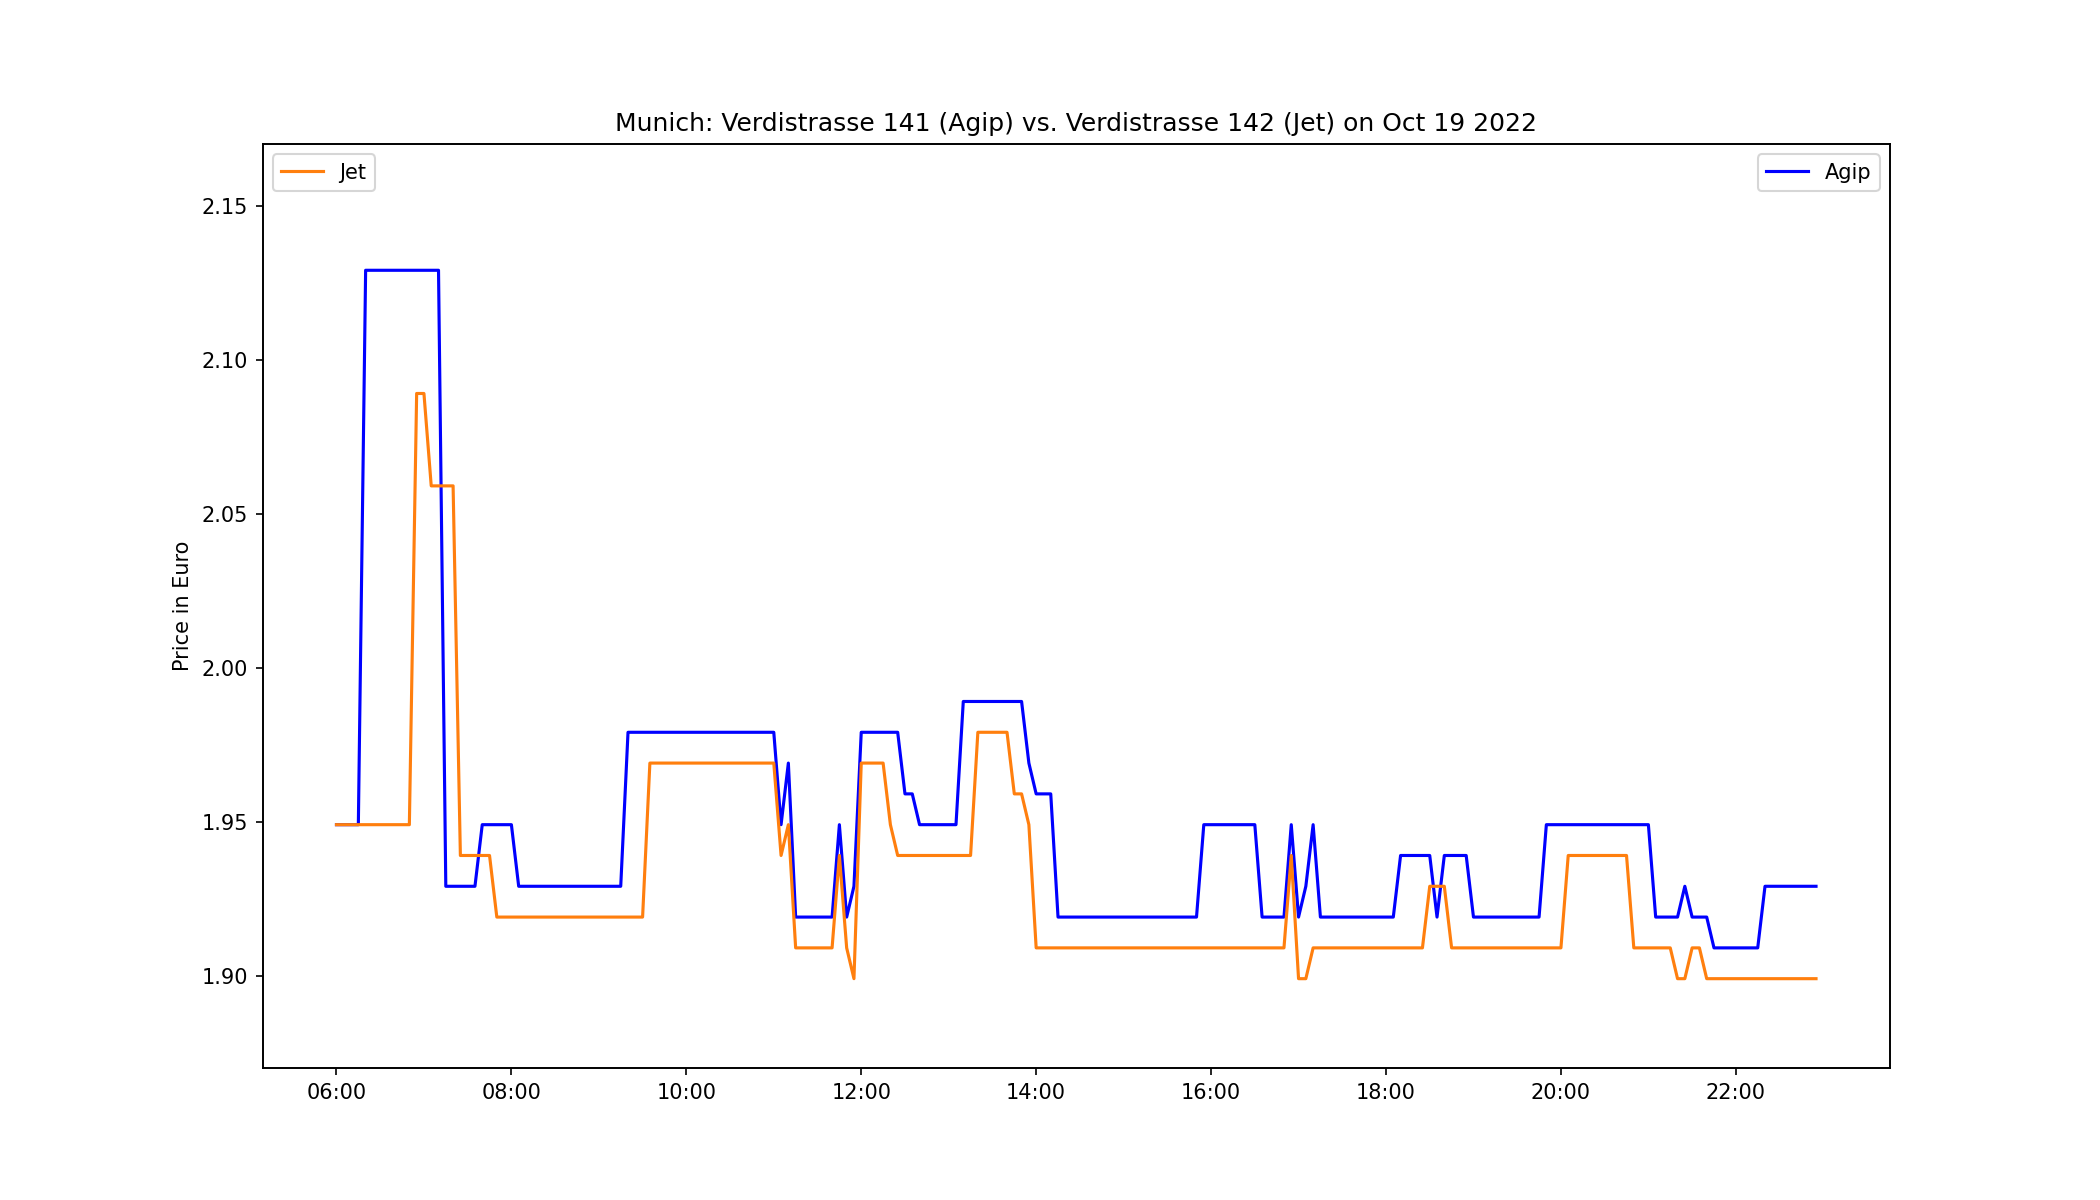 Munich: Verdistrasse 141 (Agip) vs. Verdistrasse 142 (Jet) on Oct 19 2022
Jet
Agip
Price in Euro
2.15
2.10
2.05
2.00
1.95
1.90
06:00 08:00 10:00 12:00 14:00 16:00 18:00 20:00 22:00